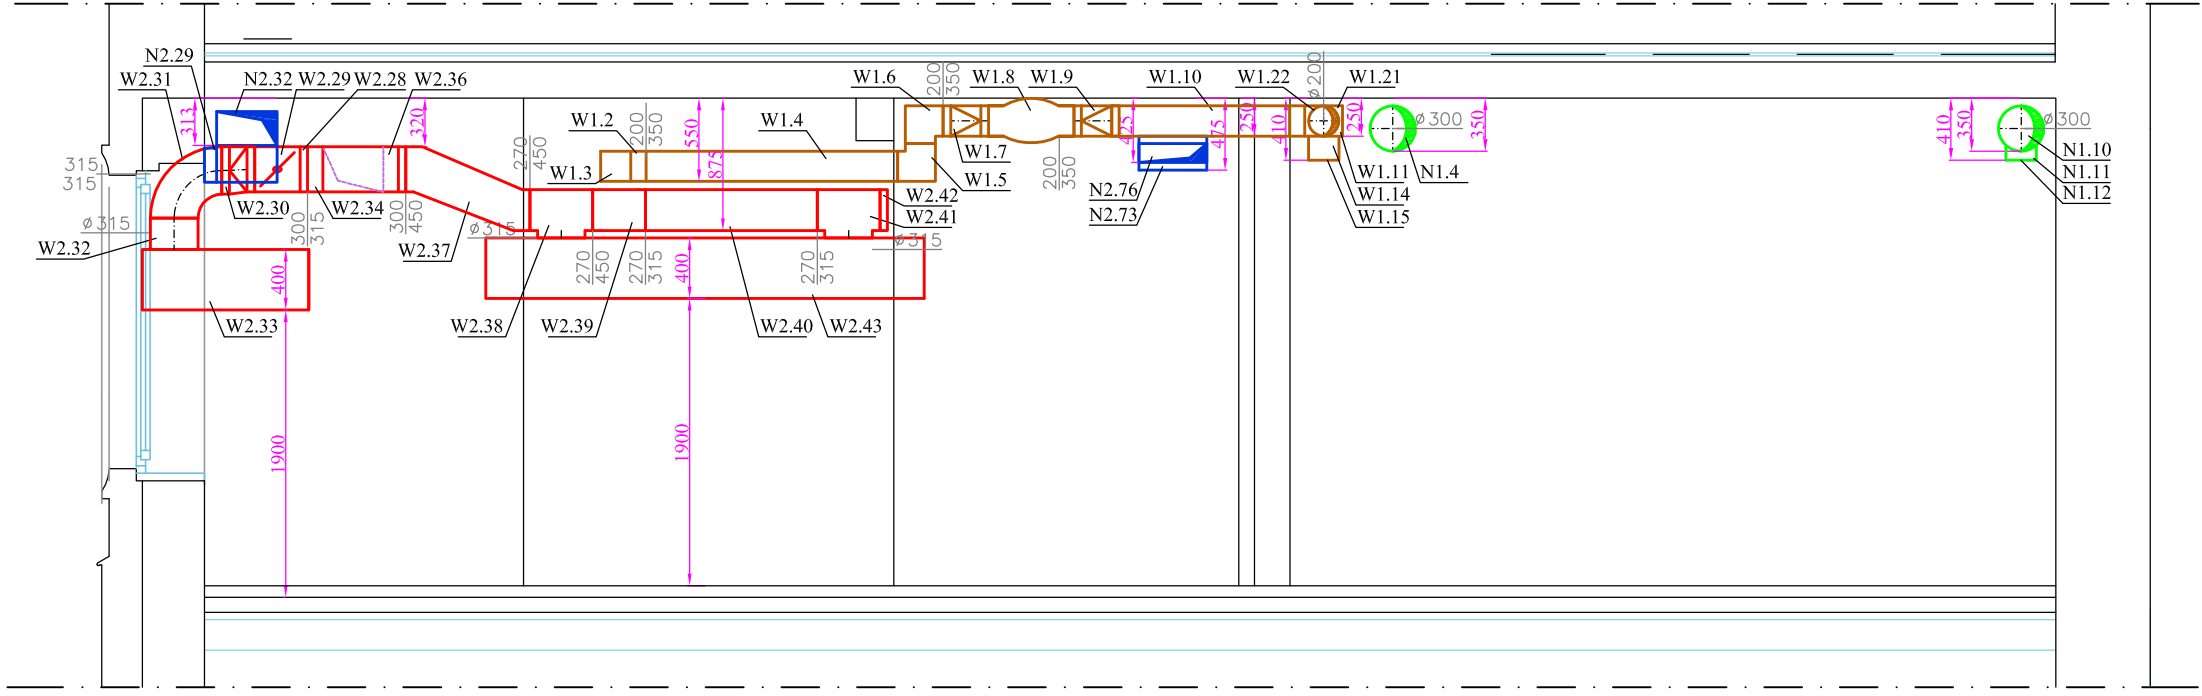 N2.29
W2.31
N2.32
W2.29
W2.28
W2.36
W1.6
200
350
W1.8
W1.9
W1.10
W1.22
ø200
W1.21
313
320
W1.2
200
350
550
875
W1.4
W1.7
425
475
250
410
250
350
ø300
410
350
ø300
315
315
270
450
W1.3
W1.5
N2.76
N2.73
W1.11
N1.4
W1.14
W1.15
N1.10
N1.11
N1.12
W2.30
W2.34
W2.42
W2.41
200
350
ø315
300
315
300
450
W2.37
ø315
ø315
W2.32
400
270
450
270
315
400
270
315
W2.33
W2.38
W2.39
W2.40
W2.43
1900
1900